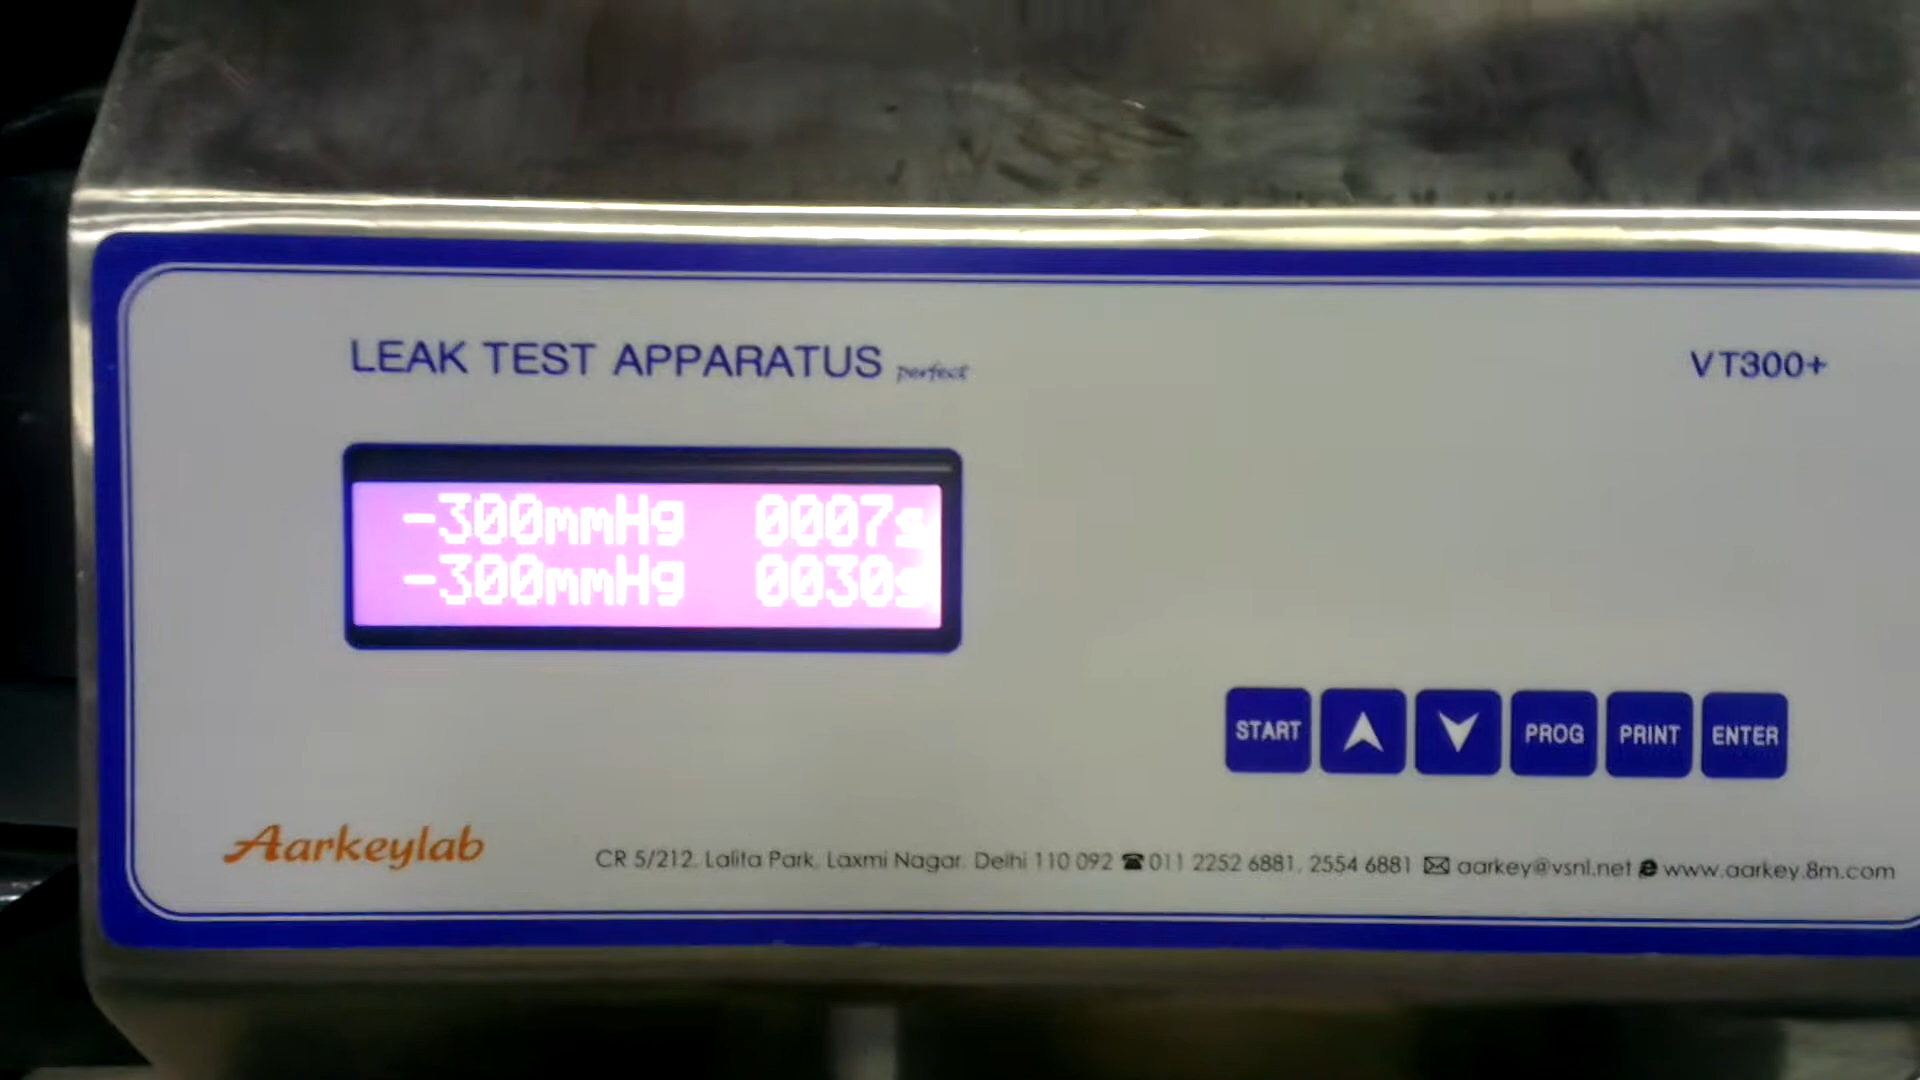 LEAK TEST APPARATUS perfect
VT300+
-300mmHg 0007s
-300mmHg 0030s
START PROG PRINT ENTER
Aarkeylab
CR 5/212, Lalita Park, Laxmi Nagar, Delhi 110 092 ☎ 011 2252 6881, 2554 6881 ✉ aarkey@vsnl.net www.aarkey.8m.com